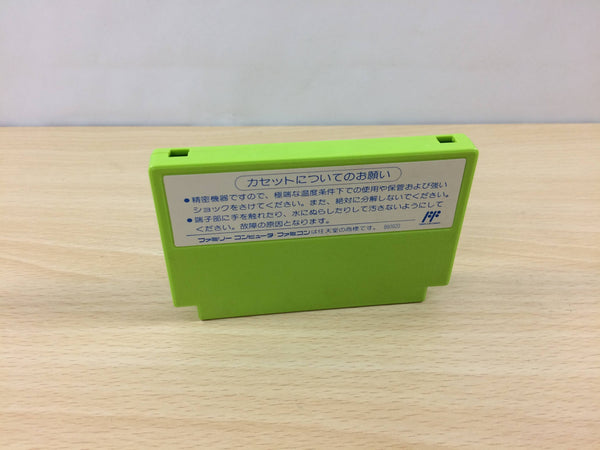 カセットについてのお願い
●精密機器ですので、極端な温度条件下での使用や保管および強い
ショックをさけてください。また、絶対に分解しないでください。
●端子部に手を触れたり、水にぬらしたりして汚さないようにして
ください。故障の原因となります。
ファミリーコンピュータ・ファミコンは任天堂の商標です。